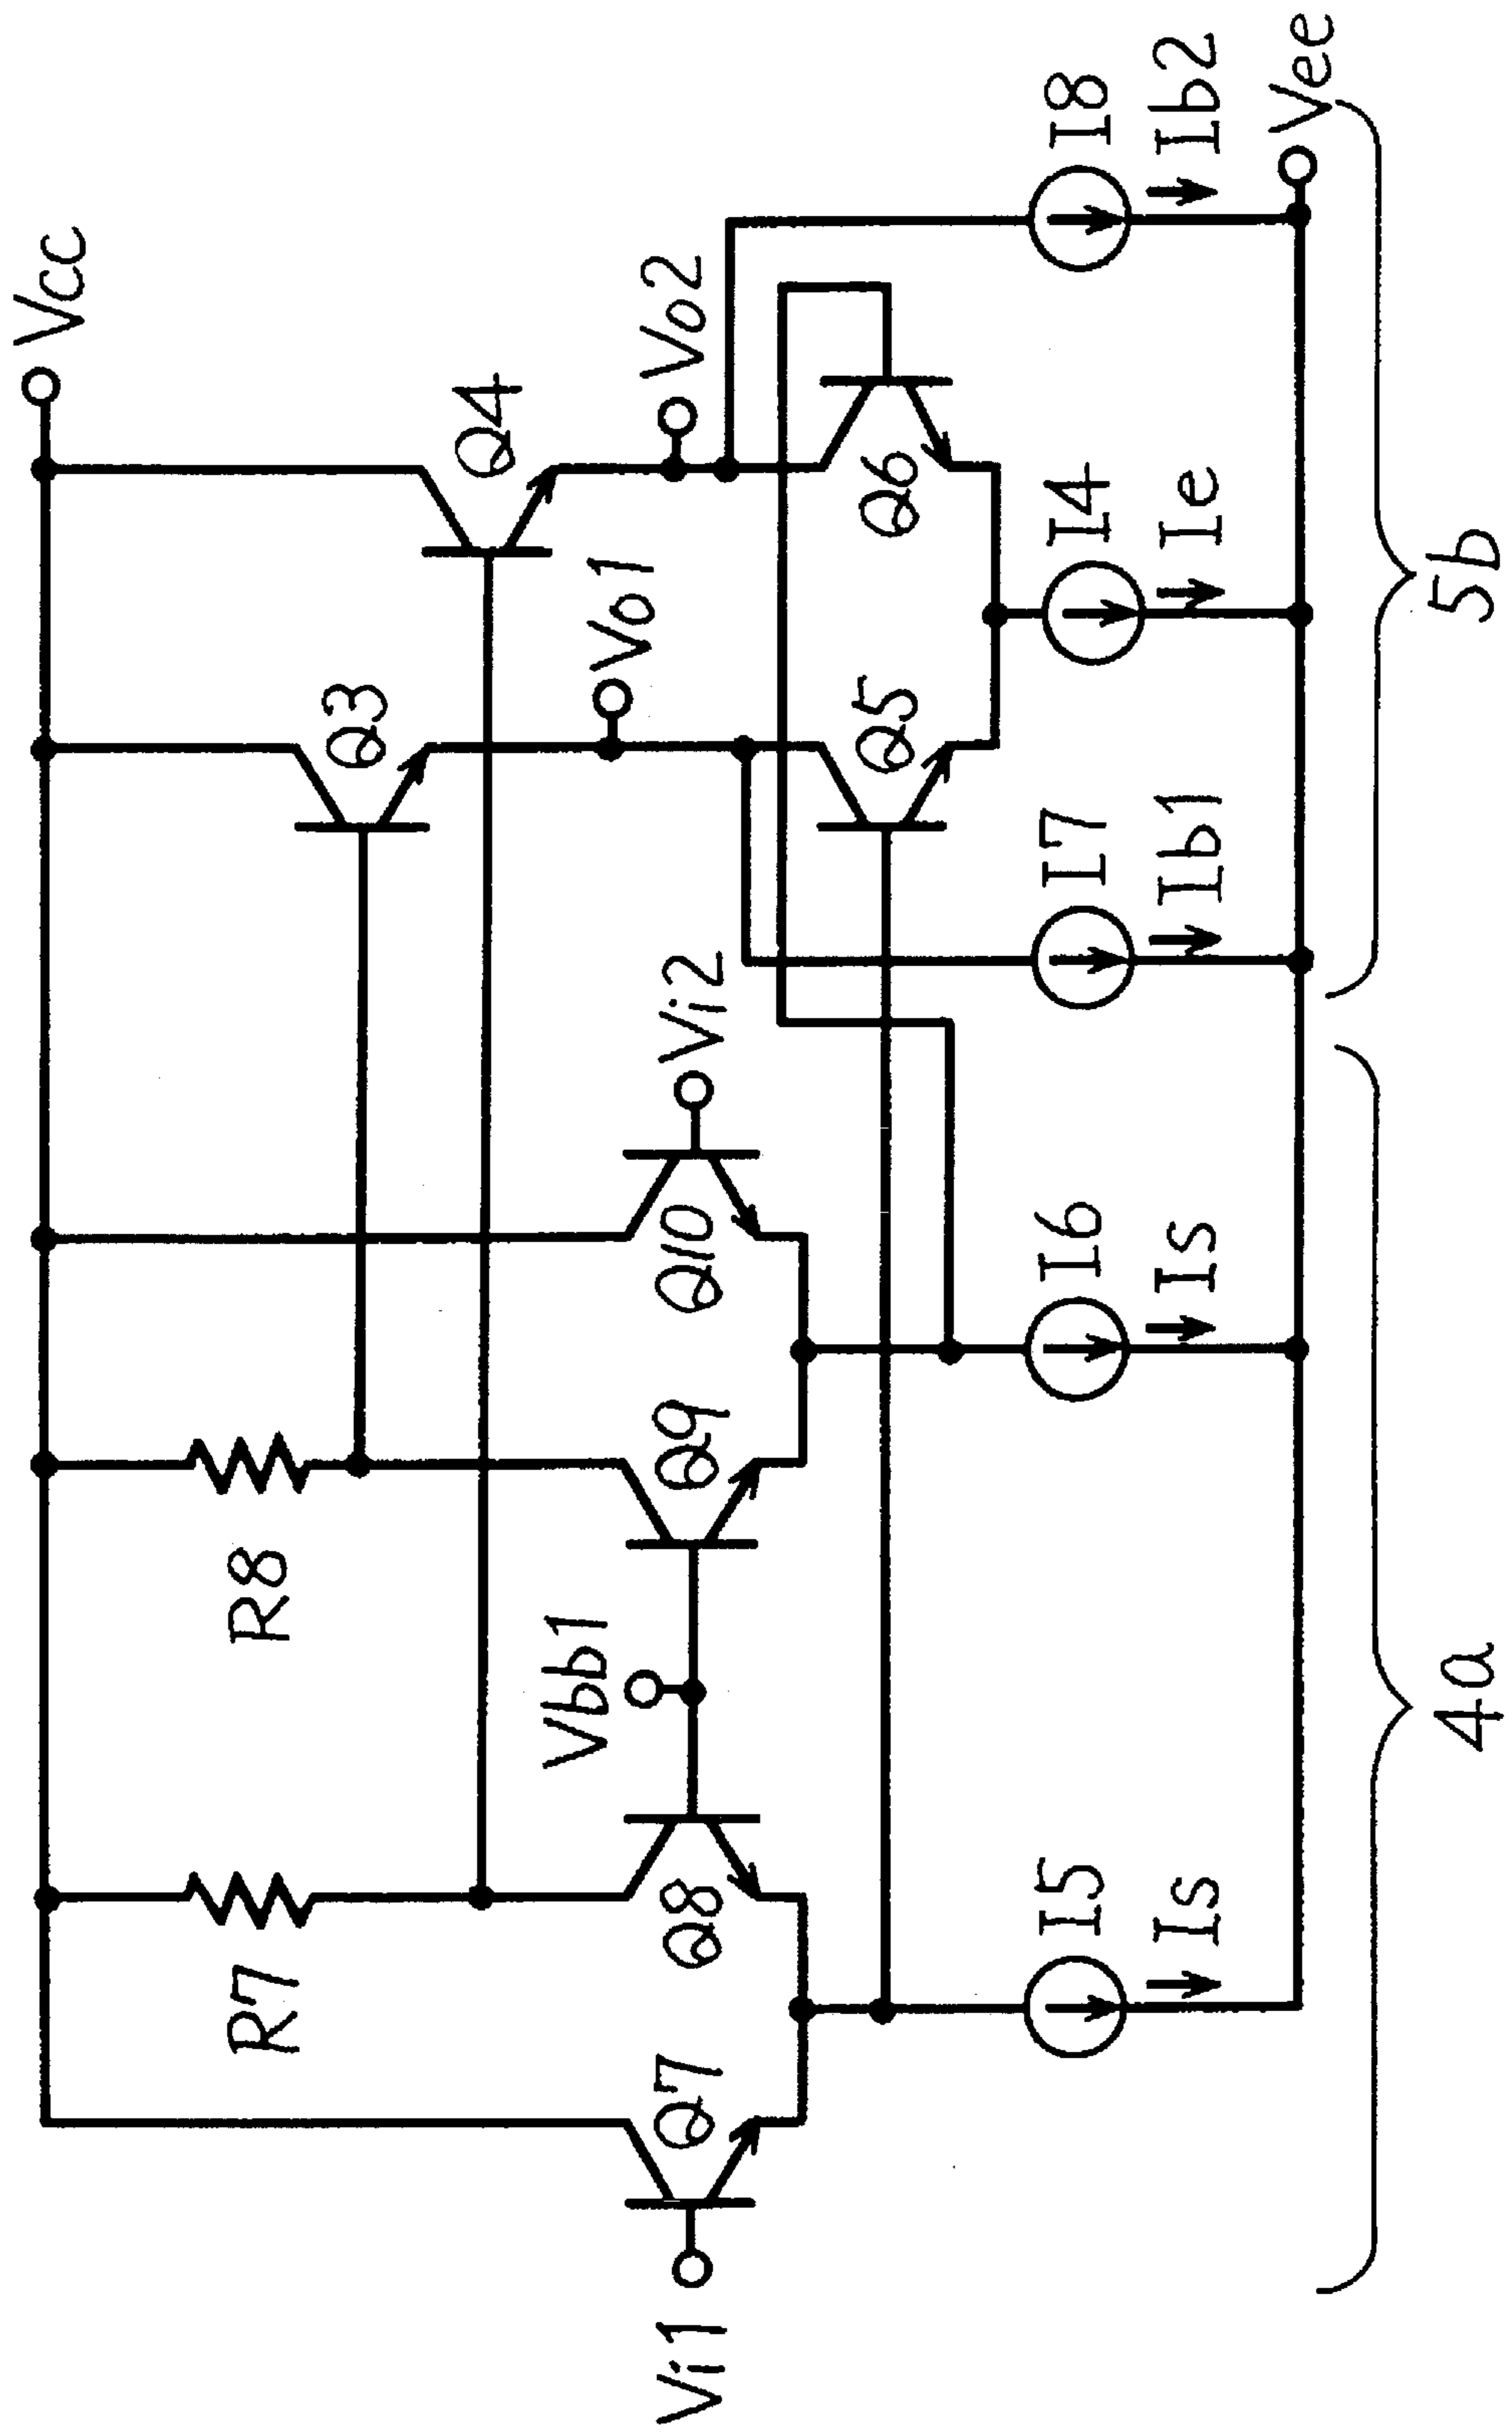 Vcc
R7
R8
Q3
Q4
Vo1
Vo2
Vbb1
Vi1
Q7
Q8
Q9
Q10
Vi2
Q5
Q6
I5
Is
I6
Is
I7
Ib1
I4
Ie
I8
Ib2
Vee
4a
5b